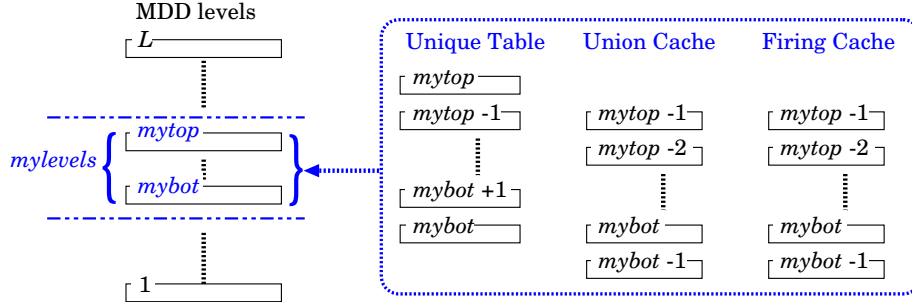 MDD levels
L
mytop
mylevels
mybot
1
Unique Table
mytop
mytop -1
mybot +1
mybot
Union Cache
mytop -1
mytop -2
mybot
mybot -1
Firing Cache
mytop -1
mytop -2
mybot
mybot -1